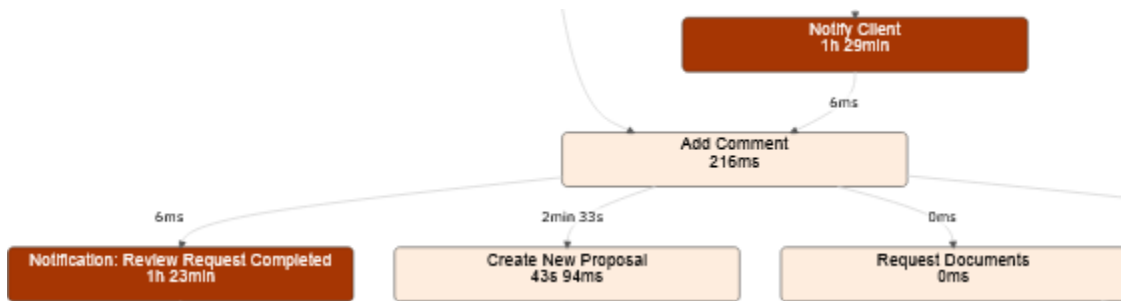 Notify Client
1h 29min
6ms
Add Comment
216ms
6ms
2min 33s
0ms
Notification: Review Request Completed
1h 23min
Create New Proposal
43s 94ms
Request Documents
0ms